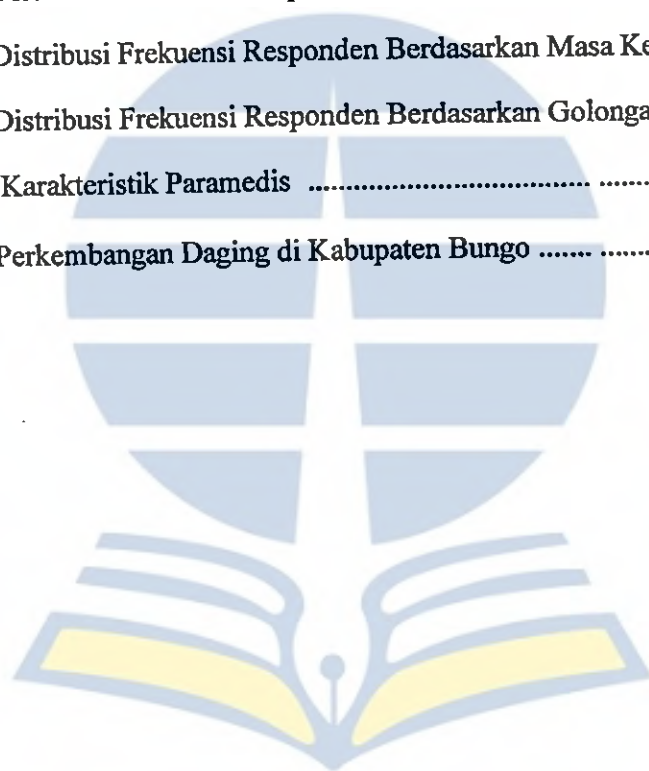 Distribusi Frekuensi Responden Berdasarkan Masa Ke
Distribusi Frekuensi Responden Berdasarkan Golonga
Karakteristik Paramedis ..................................... ........
Perkembangan Daging di Kabupaten Bungo ....... ........